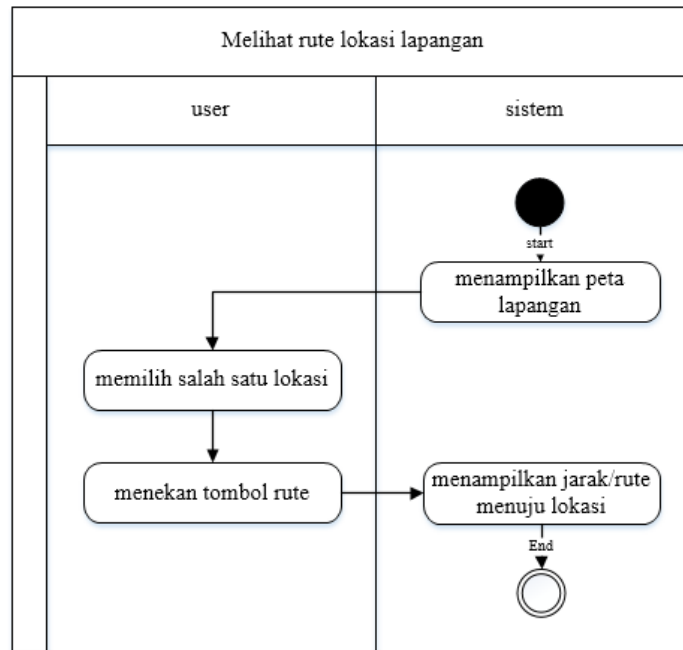 Melihat rute lokasi lapangan
user
sistem
start
menampilkan peta
lapangan
memilih salah satu lokasi
menekan tombol rute
menampilkan jarak/rute
menuju lokasi
End